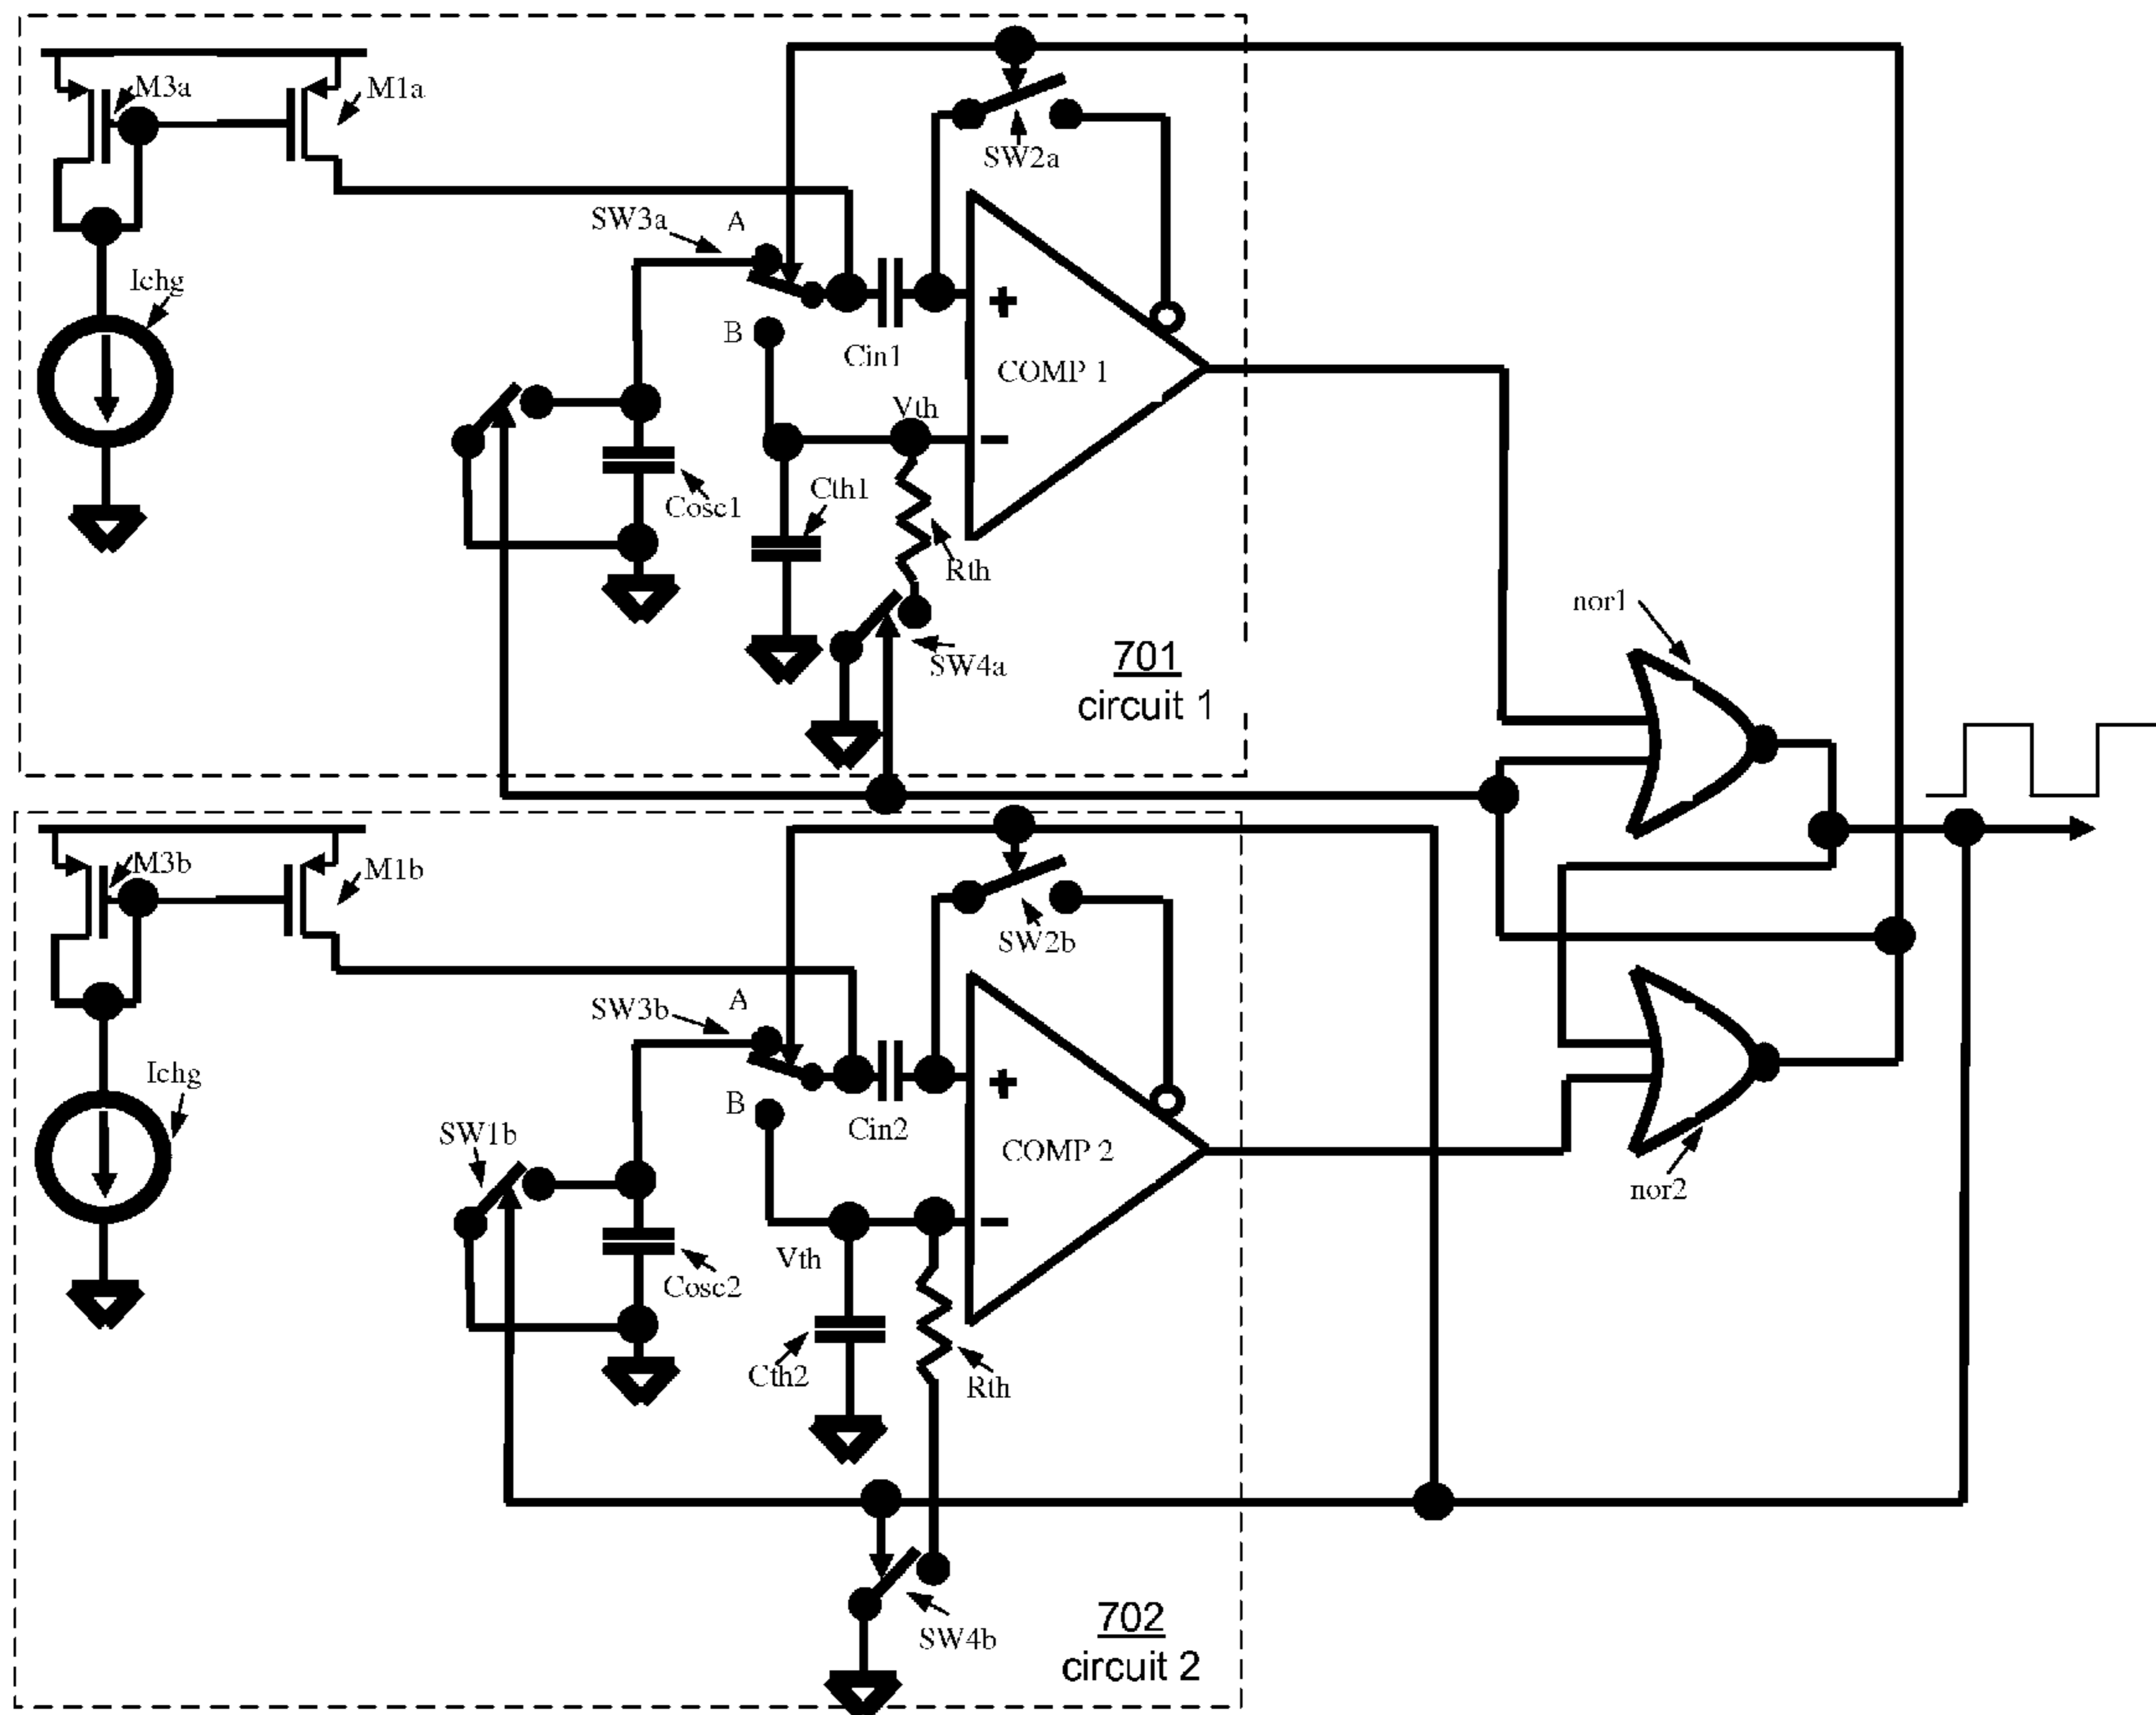 M3a
M1a
SW2a
SW3a
A
Ichg
B
Cin1
+
COMP 1
Vth
−
Cth1
Cosc1
Rth
SW4a
701
circuit 1
nor1
M3b
M1b
SW2b
SW3b
A
Ichg
B
Cin2
+
COMP 2
SW1b
nor2
−
Vth
Cosc2
Cth2
Rth
702
circuit 2
SW4b